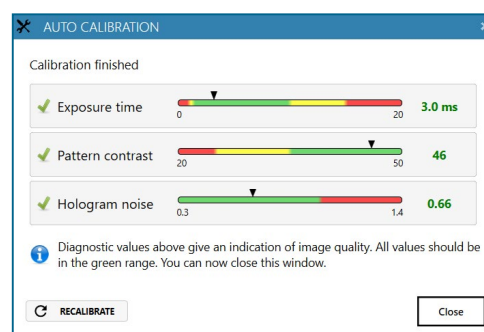 AUTO CALIBRATION
Calibration finished
Exposure time
0
20
3.0 ms
Pattern contrast
20
50
46
Hologram noise
0.3
1.4
0.66
Diagnostic values above give an indication of image quality. All values should be
in the green range. You can now close this window.
RECALIBRATE
Close